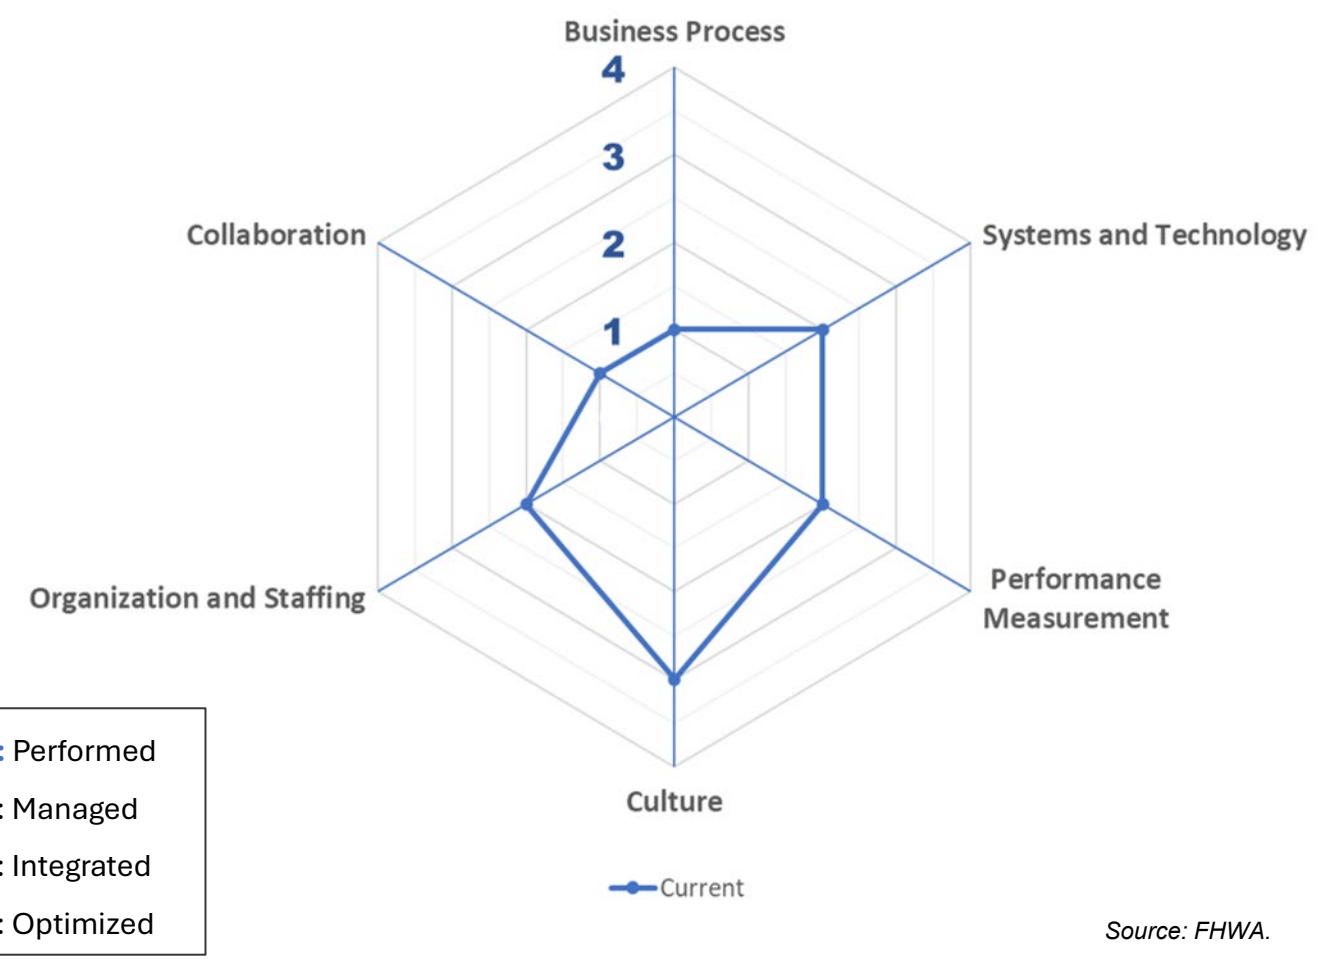 Business Process
4
3
2
1
Collaboration
Systems and Technology
Organization and Staffing
Performance
Measurement
Culture
: Performed
: Managed
: Integrated
: Optimized
Current
Source: FHWA.